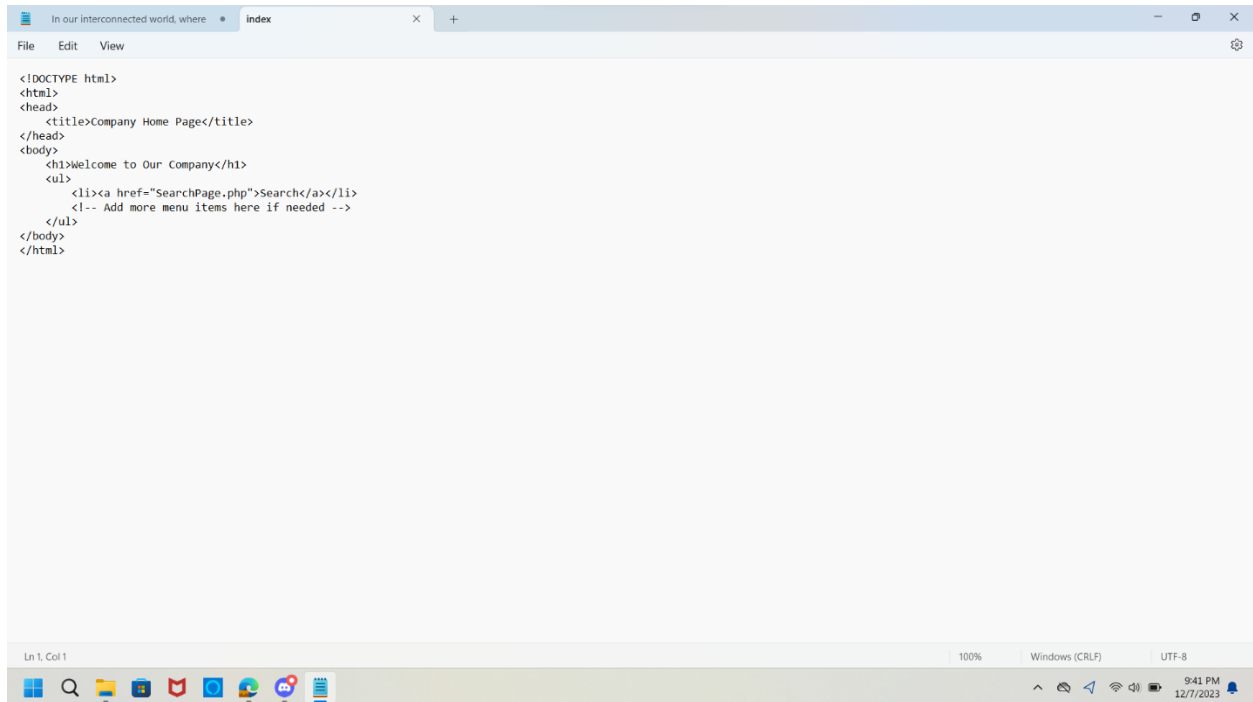 In our interconnected world, where
index
File Edit View
<!DOCTYPE html>
<html>
<head>
    <title>Company Home Page</title>
</head>
<body>
    <h1>Welcome to Our Company</h1>
    <ul>
        <li><a href="SearchPage.php">Search</a></li>
        <!-- Add more menu items here if needed -->
    </ul>
</body>
</html>
Ln 1, Col 1 100% Windows (CRLF) UTF-8
9:41 PM
12/7/2023